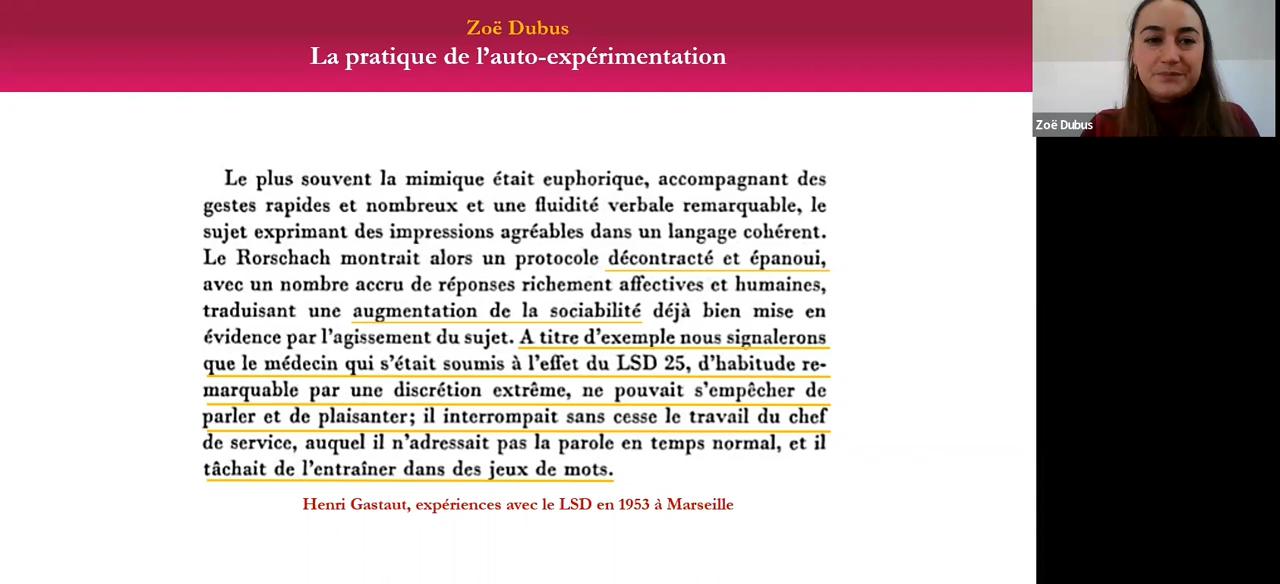 Zoë Dubus
La pratique de l'auto-expérimentation
Zoë Dubus
Le plus souvent la mimique était euphorique, accompagnant des
gestes rapides et nombreux et une fluidité verbale remarquable, le
sujet exprimant des impressions agréables dans un langage cohérent.
Le Rorschach montrait alors un protocole décontracté et épanoui,
avec un nombre accru de réponses richement affectives et humaines,
traduisant une augmentation de la sociabilité déjà bien mise en
évidence par l'agissement du sujet. A titre d'exemple nous signalerons
que le médecin qui s'était soumis à l'effet du LSD 25, d'habitude re-
marquable par une discrétion extrême, ne pouvait s'empêcher de
parler et de plaisanter; il interrompait sans cesse le travail du chef
de service, auquel il n'adressait pas la parole en temps normal, et il
tâchait de l'entraîner dans des jeux de mots.
Henri Gastaut, expériences avec le LSD en 1953 à Marseille